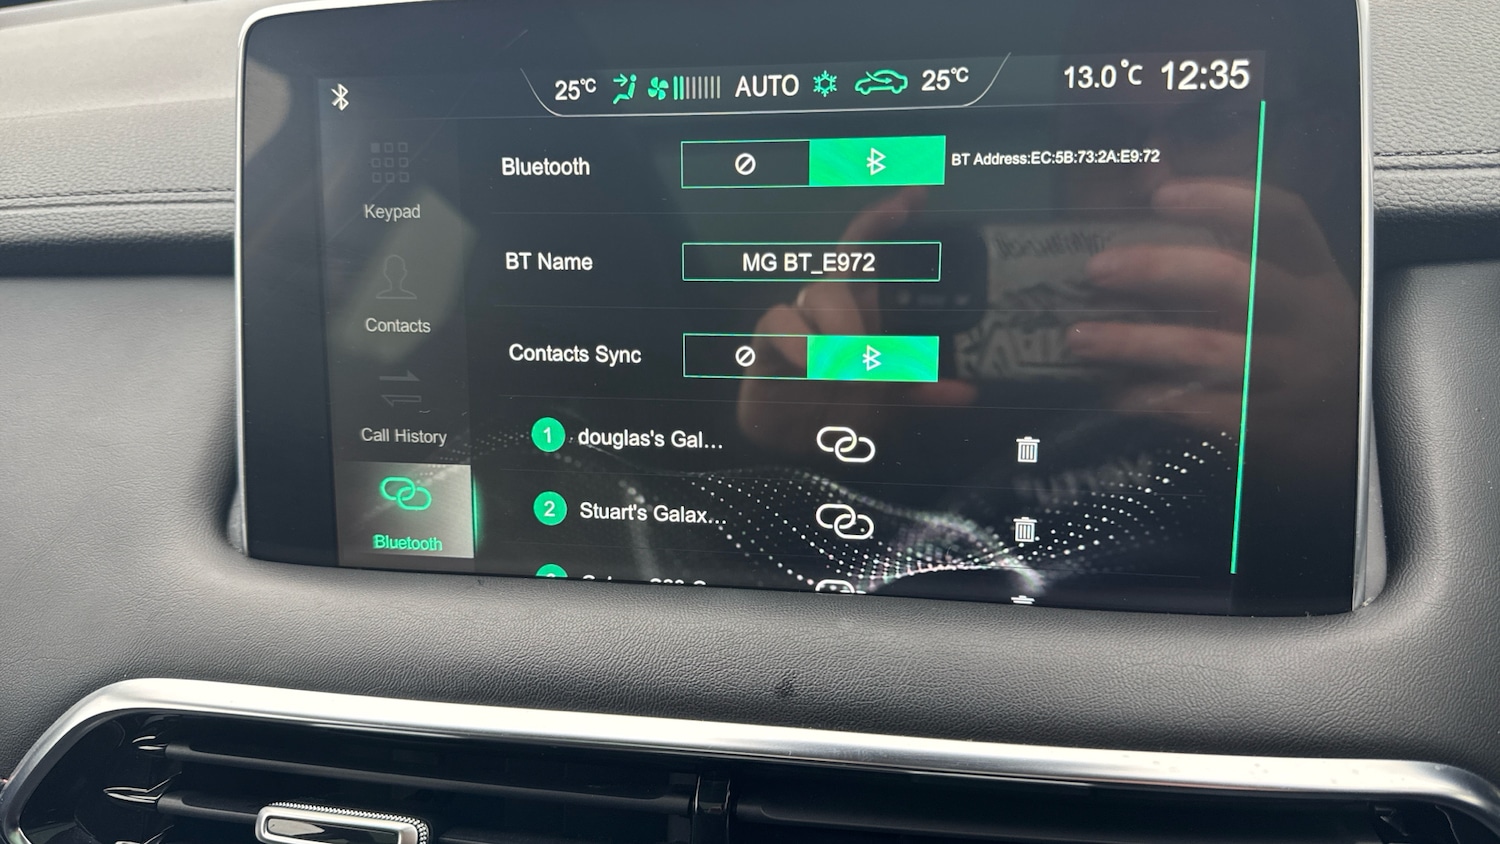 25°C AUTO 25°C 13.0°C 12:35
Keypad
Contacts
Call History
Bluetooth
Bluetooth
BT Address:EC:5B:73:2A:E9:72
BT Name
MG BT_E972
Contacts Sync
1 douglas's Gal...
2 Stuart's Galax...